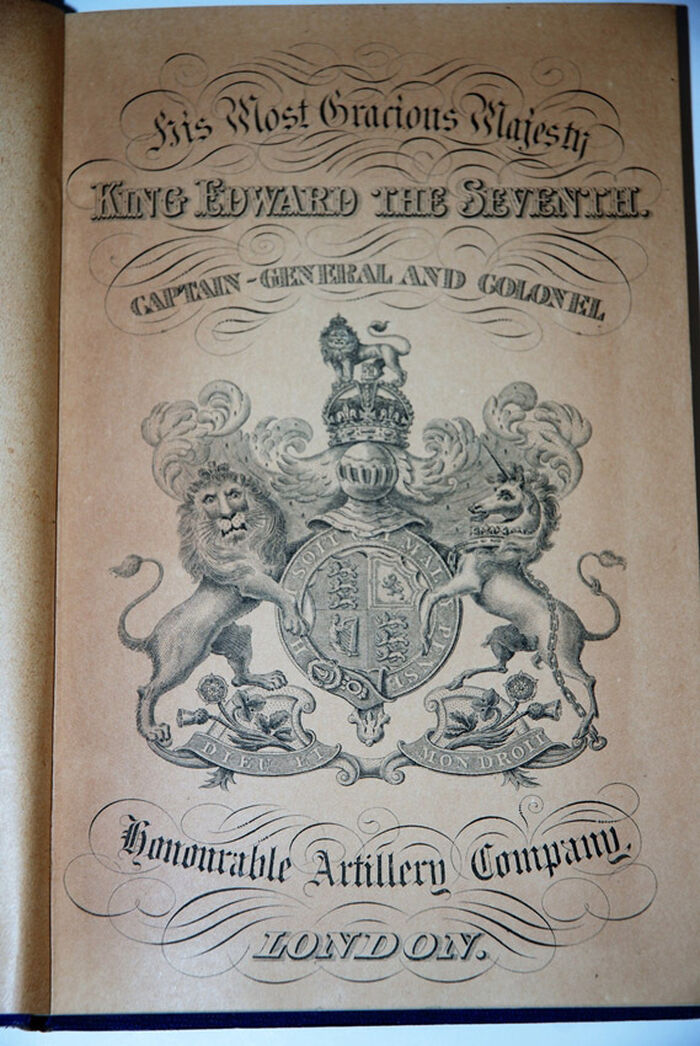 His Most Gracious Majesty
KING EDWARD THE SEVENTH.
CAPTAIN-GENERAL AND COLONEL
HONI SOIT QUI MAL Y PENSE
DIEU ET MON DROIT
Honourable Artillery Company,
LONDON.